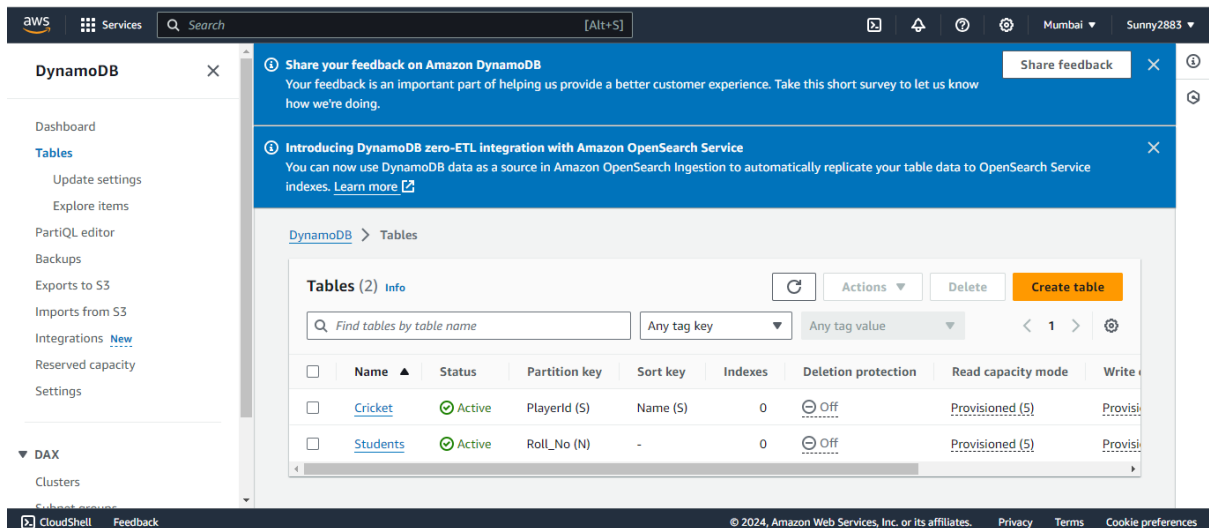 aws Services Search [Alt+S] Mumbai Sunny2883
DynamoDB
Dashboard
Tables
Update settings
Explore items
PartiQL editor
Backups
Exports to S3
Imports from S3
Integrations New
Reserved capacity
Settings
DAX
Clusters
Subnet groups
Share your feedback on Amazon DynamoDB
Your feedback is an important part of helping us provide a better customer experience. Take this short survey to let us know
how we're doing.
Share feedback
Introducing DynamoDB zero-ETL integration with Amazon OpenSearch Service
You can now use DynamoDB data as a source in Amazon OpenSearch Ingestion to automatically replicate your table data to OpenSearch Service
indexes. Learn more
DynamoDB > Tables
Tables (2) Info Actions Delete Create table
Find tables by table name Any tag key Any tag value 1
Name Status Partition key Sort key Indexes Deletion protection Read capacity mode Write
Cricket Active PlayerId (S) Name (S) 0 Off Provisioned (5) Provisi
Students Active Roll_No (N) - 0 Off Provisioned (5) Provisi
CloudShell Feedback © 2024, Amazon Web Services, Inc. or its affiliates. Privacy Terms Cookie preferences